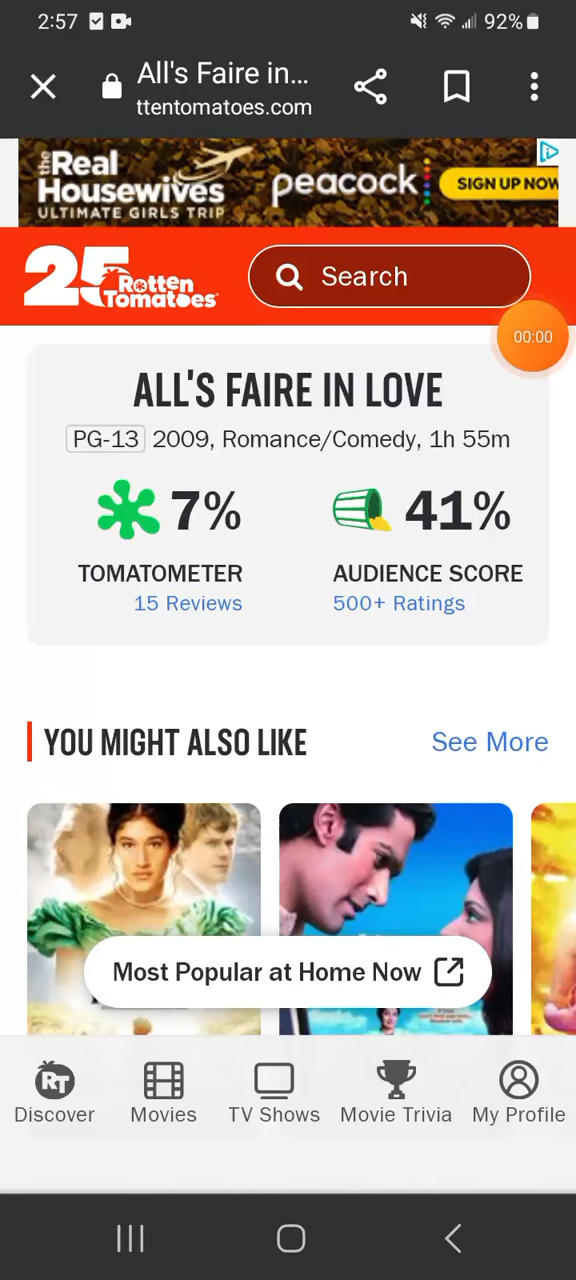 2:57
92%
All's Faire in...
ttentomatoes.com
the Real
Housewives
ULTIMATE GIRLS TRIP
peacock
SIGN UP NOW
25 Rotten
Tomatoes
Search
00:00
ALL'S FAIRE IN LOVE
PG-13 2009, Romance/Comedy, 1h 55m
7%
41%
TOMATOMETER
AUDIENCE SCORE
15 Reviews
500+ Ratings
YOU MIGHT ALSO LIKE
See More
Most Popular at Home Now
RT
Discover
Movies
TV Shows
Movie Trivia
My Profile